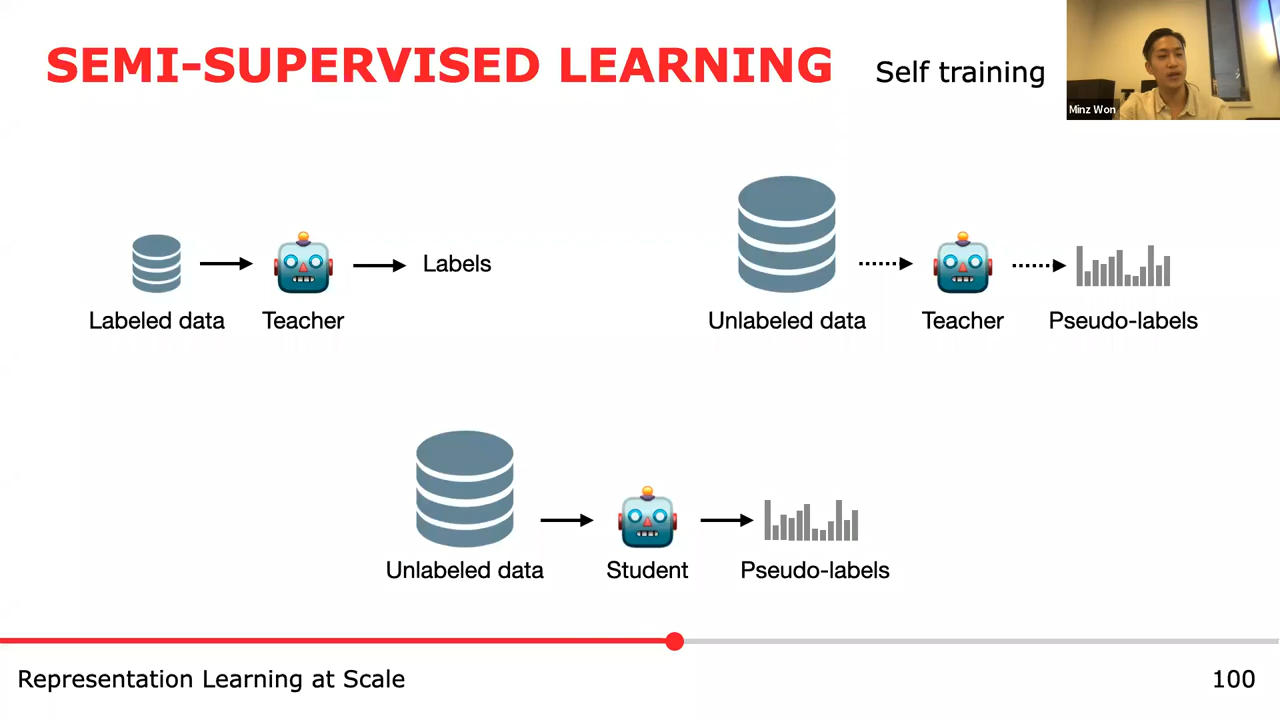 SEMI-SUPERVISED LEARNING
Self training
Minz Won
Labels
Labeled data
Teacher
Unlabeled data
Teacher
Pseudo-labels
Unlabeled data
Student
Pseudo-labels
Representation Learning at Scale
100